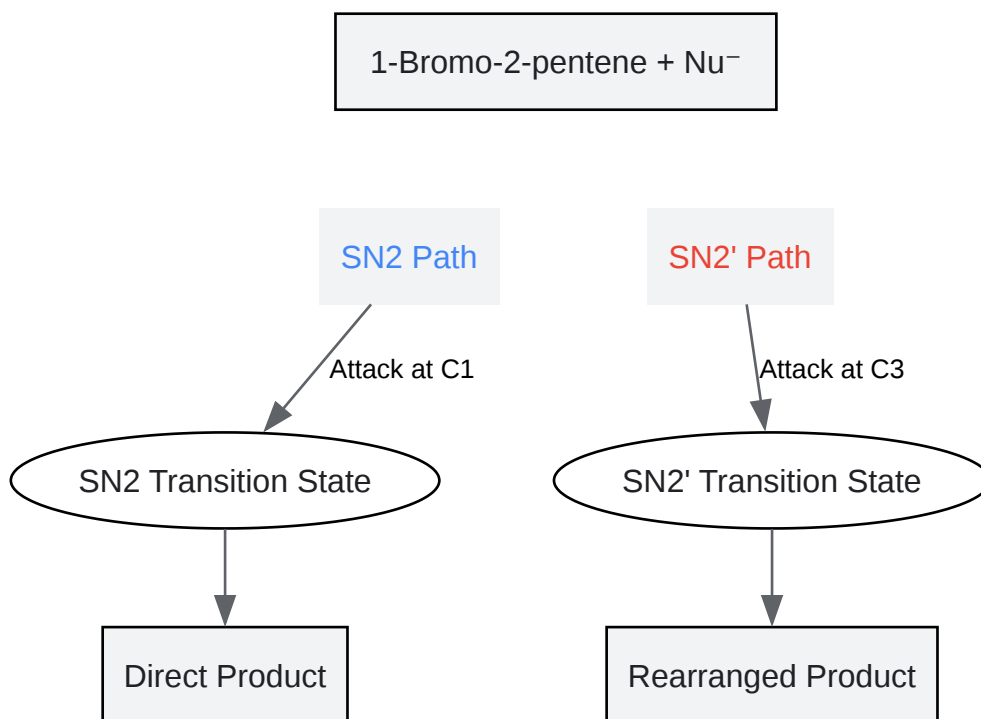 1-Bromo-2-pentene + Nu⁻
SN2 Path
SN2' Path
Attack at C1
Attack at C3
SN2 Transition State
SN2' Transition State
Direct Product
Rearranged Product